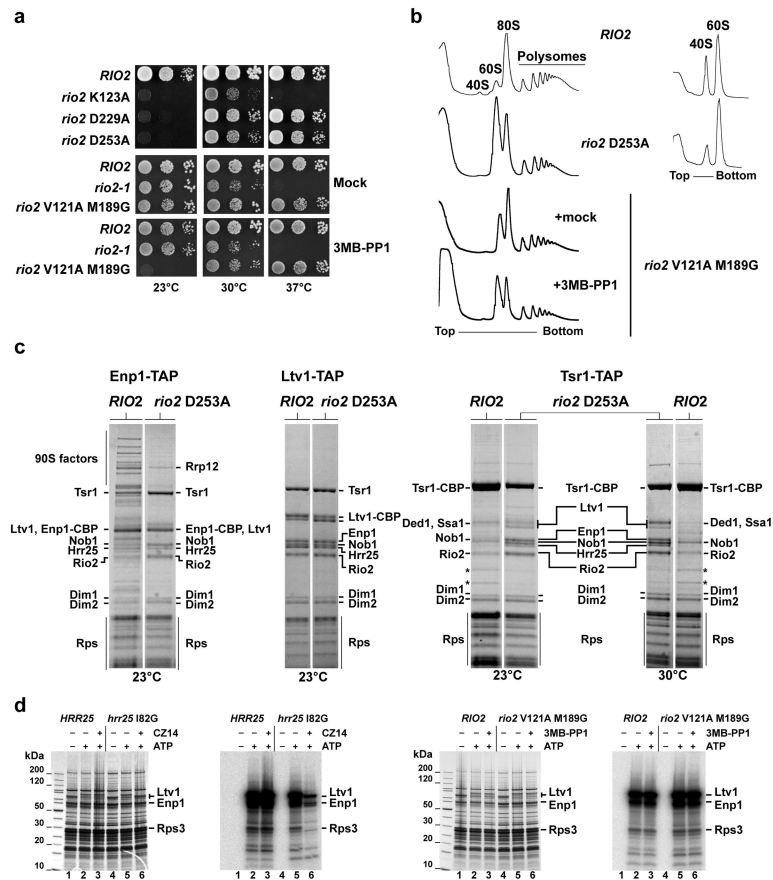 a
RIO2
rio2 K123A
rio2 D229A
rio2 D253A
RIO2
rio2-1
rio2 V121A M189G
Mock
RIO2
rio2-1
rio2 V121A M189G
3MB-PP1
23°C 30°C 37°C
b
80S
60S
40S
Polysomes
RIO2
60S
40S
rio2 D253A
Top Bottom
+mock
rio2 V121A M189G
+3MB-PP1
Top Bottom
c
Enp1-TAP
RIO2 rio2 D253A
90S factors
Rrp12
Tsr1 Tsr1
Ltv1, Enp1-CBP Enp1-CBP, Ltv1
Nob1 Nob1
Hrr25 Hrr25
Rio2 Rio2
Dim1 Dim1
Dim2 Dim2
Rps Rps
23°C
Ltv1-TAP
RIO2 rio2 D253A
Tsr1
Ltv1-CBP
Enp1
Nob1
Hrr25
Rio2
Dim1
Dim2
Rps
23°C
Tsr1-TAP
RIO2 rio2 D253A RIO2
Tsr1-CBP Tsr1-CBP Tsr1-CBP
Ltv1
Ded1, Ssa1 Ded1, Ssa1
Enp1
Nob1 Nob1 Nob1
Hrr25
Rio2 Rio2 Rio2
* *
* *
Dim1 Dim1
Dim2 Dim2
Rps Rps
23°C 30°C
d
HRR25 hrr25 I82G
− − + − − + CZ14
− + + − + + ATP
kDa
200
120
50
30
20
10
Ltv1
Enp1
Rps3
1 2 3 4 5 6
HRR25 hrr25 I82G
− − + − − + CZ14
− + + − + + ATP
Ltv1
Enp1
Rps3
1 2 3 4 5 6
RIO2 rio2 V121A M189G
− − + − − + 3MB-PP1
− + + − + + ATP
kDa
200
120
50
30
20
10
Ltv1
Enp1
Rps3
1 2 3 4 5 6
RIO2 rio2 V121A M189G
− − + − − + 3MB-PP1
− + + − + + ATP
Ltv1
Enp1
Rps3
1 2 3 4 5 6